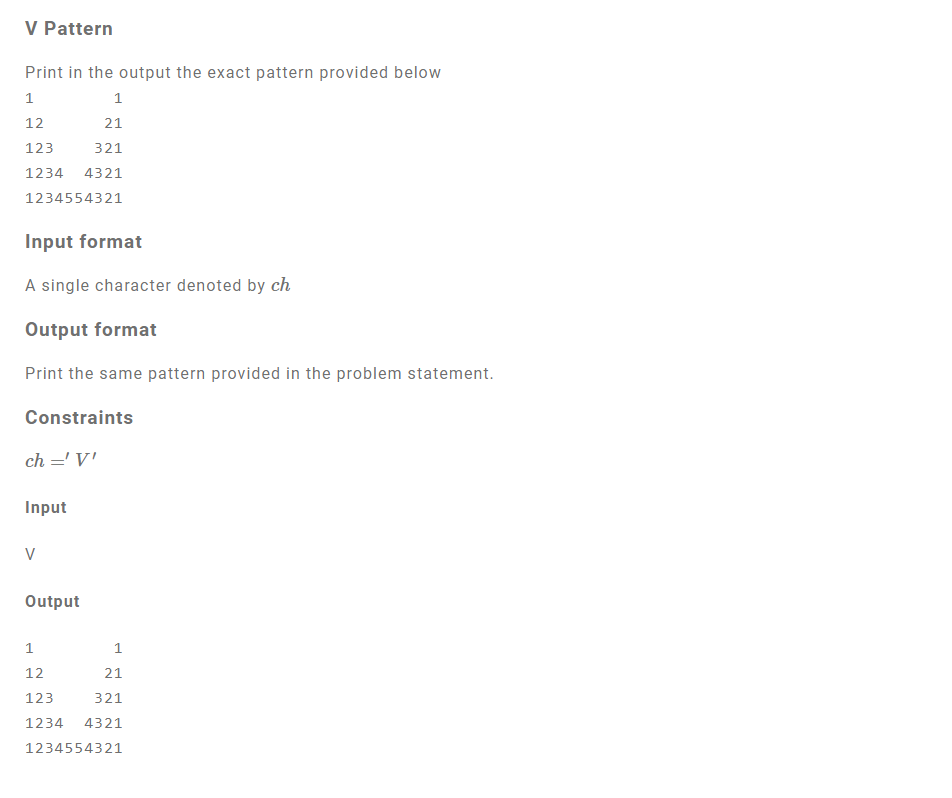 V Pattern
Print in the output the exact pattern provided below
1        1
12      21
123    321
1234  4321
1234554321
Input format
A single character denoted by ch
Output format
Print the same pattern provided in the problem statement.
Constraints
ch =′ V′
Input
V
Output
1        1
12      21
123    321
1234  4321
1234554321